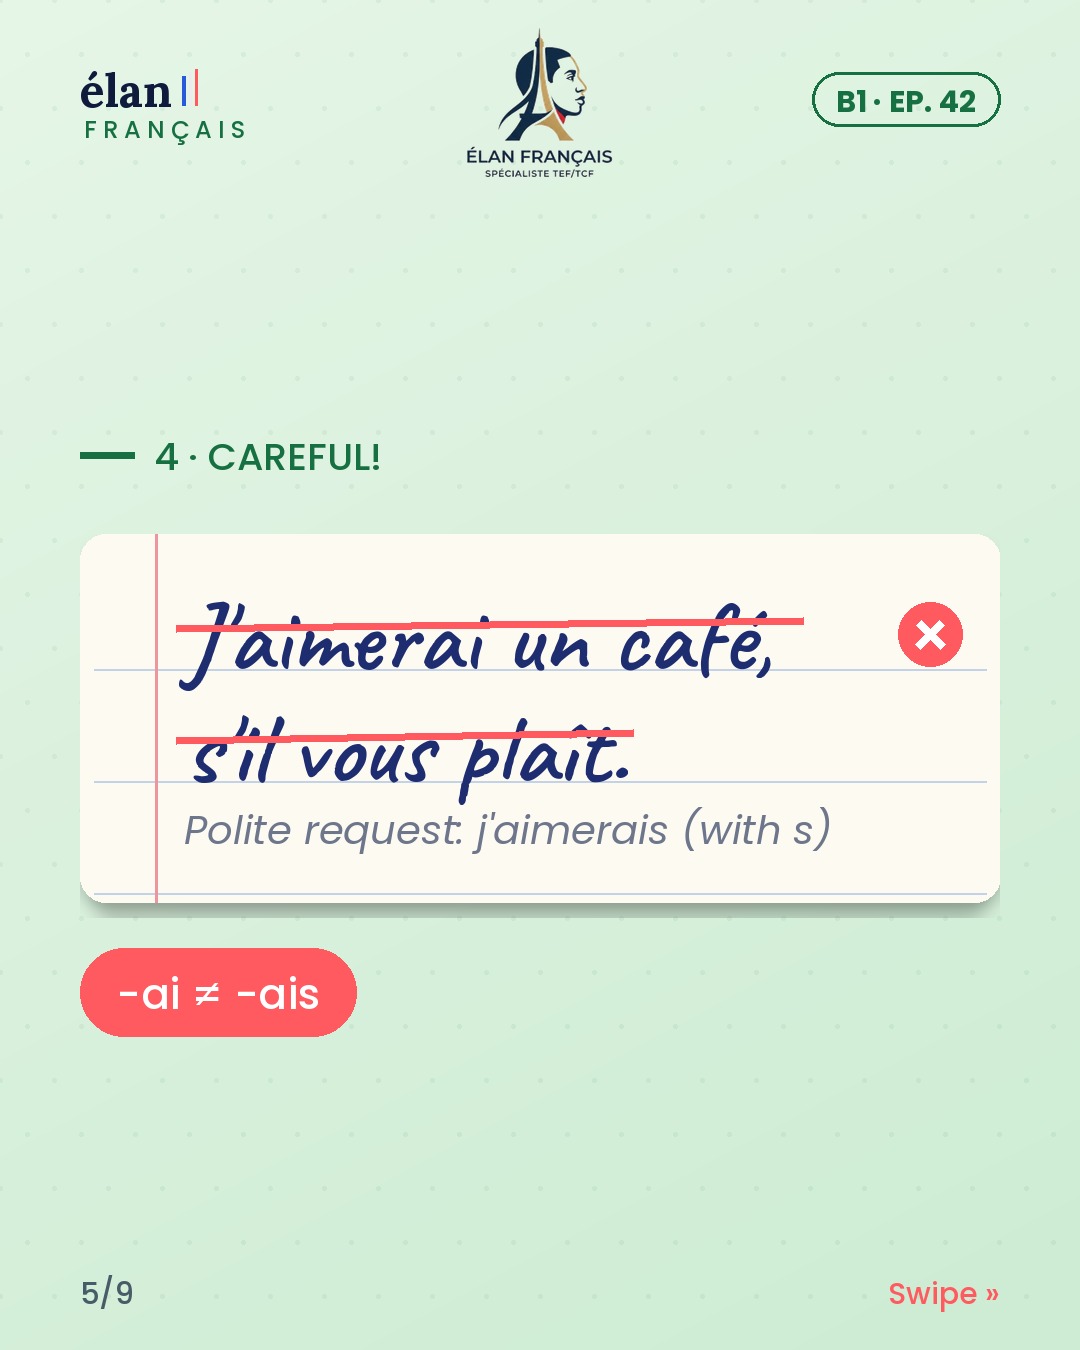 élan
FRANÇAIS
ÉLAN FRANÇAIS
SPÉCIALISTE TEF/TCF
B1 · EP. 42
4 · CAREFUL!
J'aimerai un café,
s'il vous plaît.
Polite request: j'aimerais (with s)
-ai ≠ -ais
5/9
Swipe »